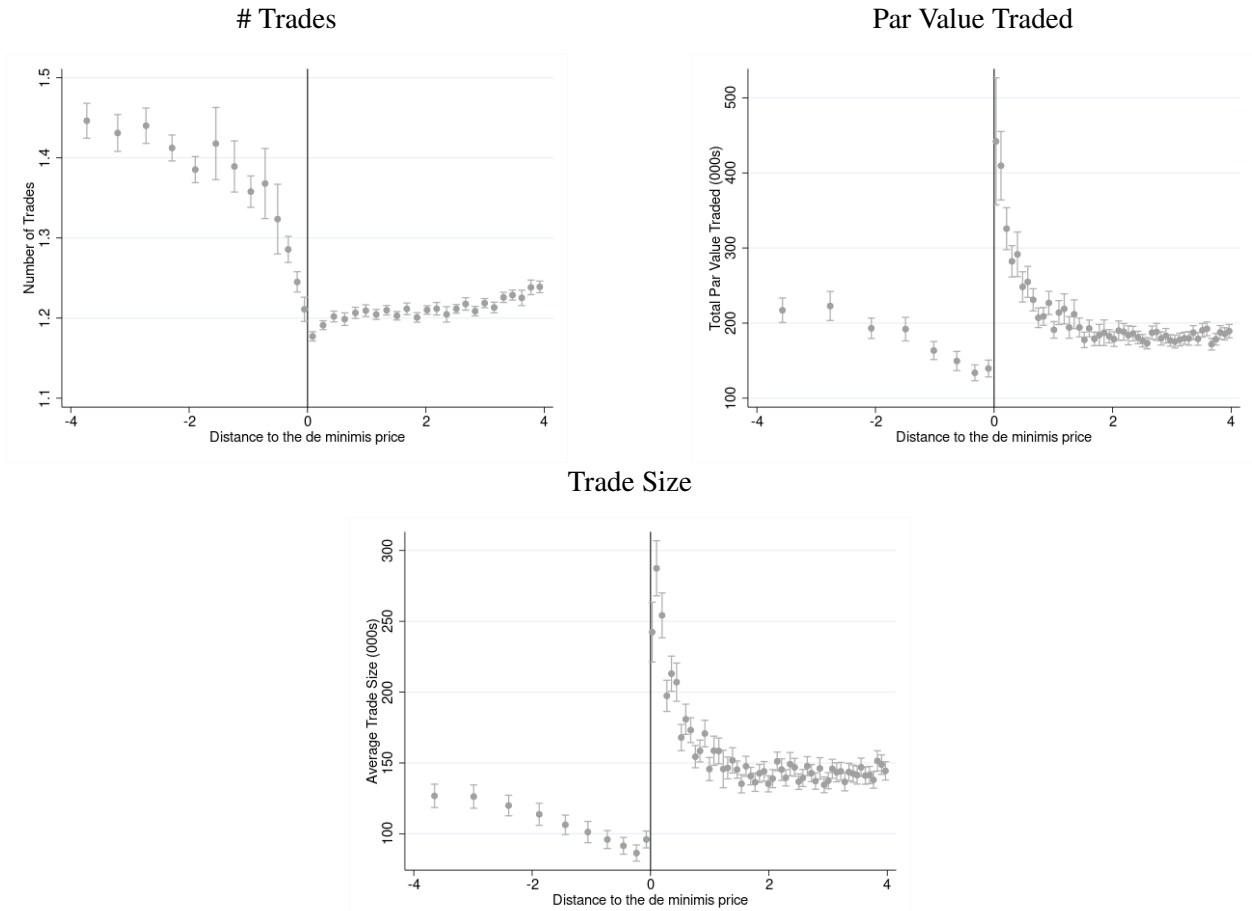 # Trades
Number of Trades
1.5
1.4
1.3
1.2
1.1
-4 -2 0 2 4
Distance to the de minimis price
Par Value Traded
Total Par Value Traded (000s)
500
400
300
200
100
-4 -2 0 2 4
Distance to the de minimis price
Trade Size
Average Trade Size (000s)
300
250
200
150
100
-4 -2 0 2 4
Distance to the de minimis price